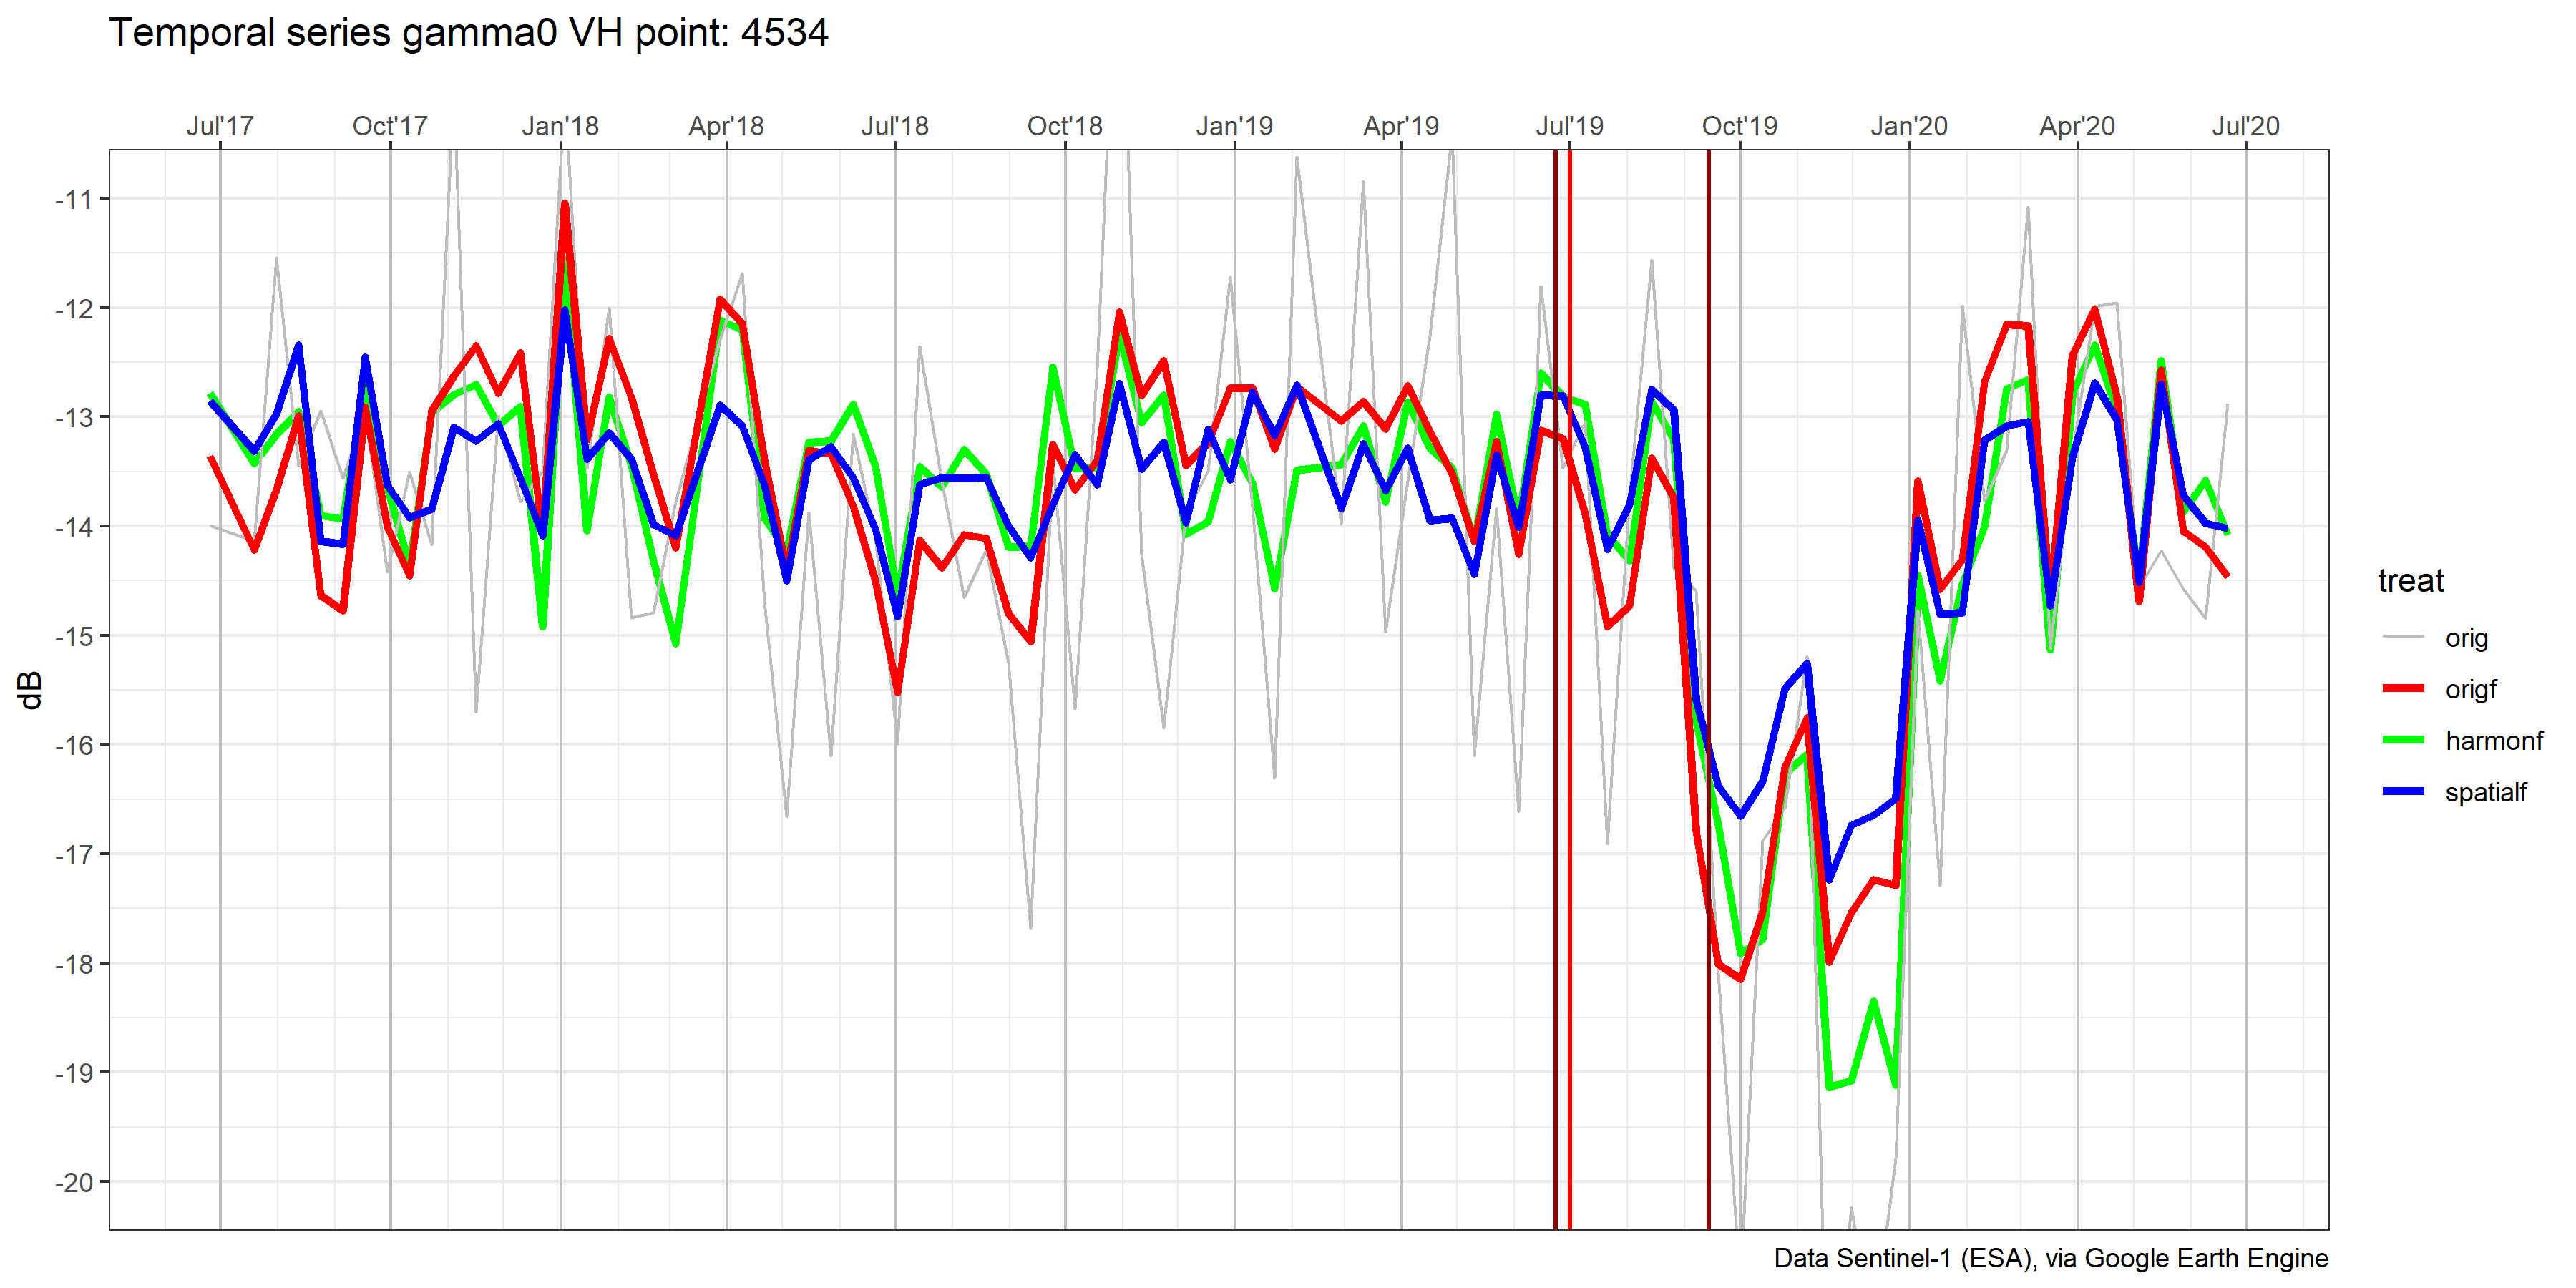 Temporal series gamma0 VH point: 4534
Jul'17 Oct'17 Jan'18 Apr'18 Jul'18 Oct'18 Jan'19 Apr'19 Jul'19 Oct'19 Jan'20 Apr'20 Jul'20
-11
-12
-13
-14
-15
-16
-17
-18
-19
-20
dB
treat
orig
origf
harmonf
spatialf
Data Sentinel-1 (ESA), via Google Earth Engine